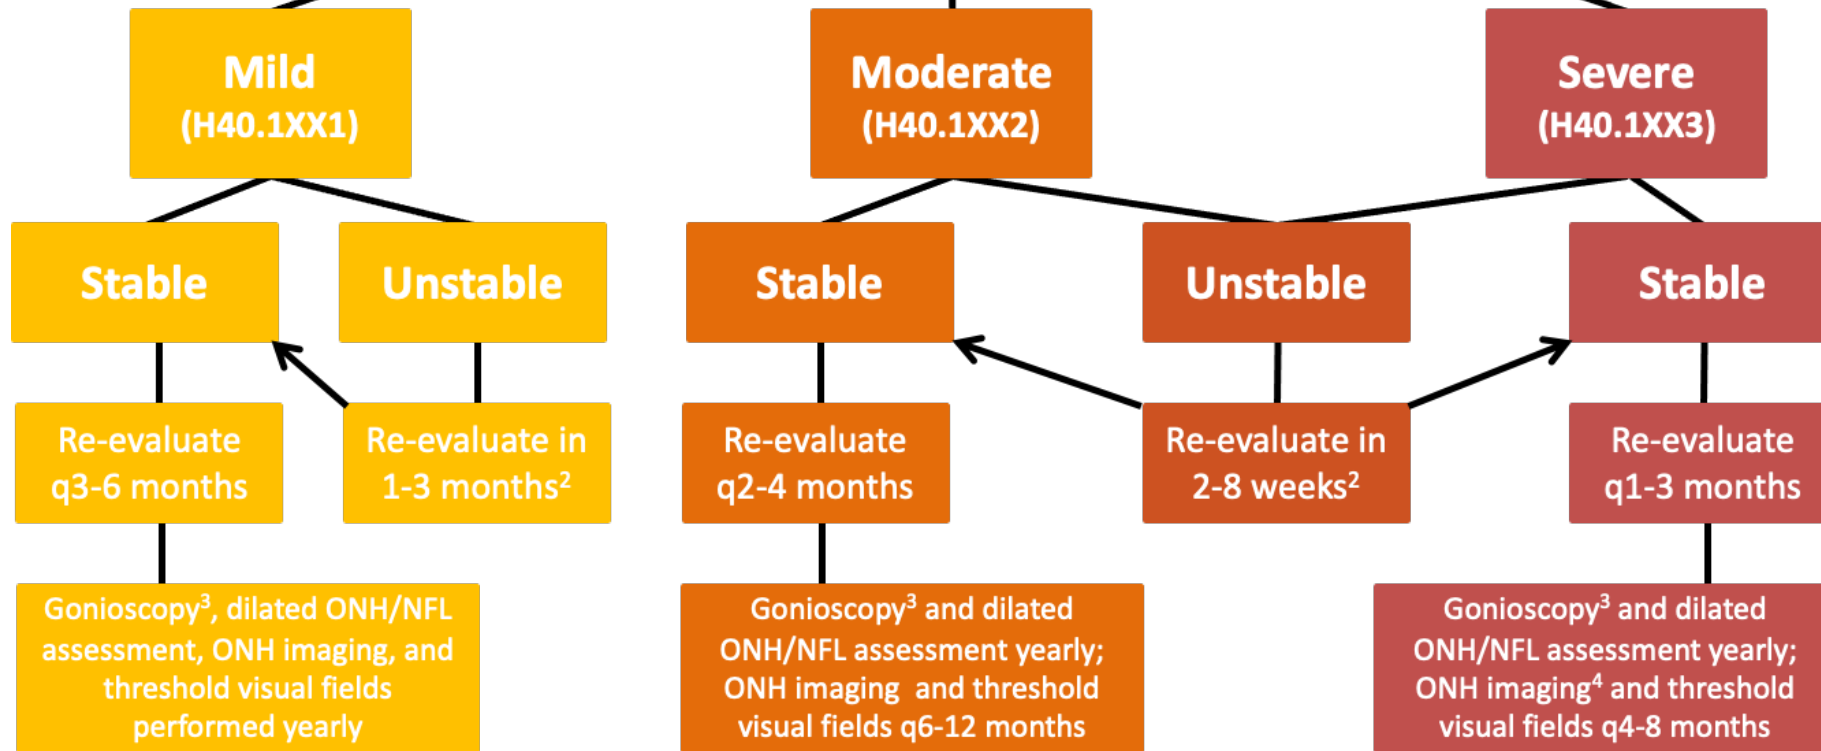 Mild
(H40.1XX1)
Moderate
(H40.1XX2)
Severe
(H40.1XX3)
Stable
Unstable
Stable
Unstable
Stable
Re-evaluate
q3-6 months
Re-evaluate in
1-3 months²
Re-evaluate
q2-4 months
Re-evaluate in
2-8 weeks²
Re-evaluate
q1-3 months
Gonioscopy³, dilated ONH/NFL
assessment, ONH imaging, and
threshold visual fields
performed yearly
Gonioscopy³ and dilated
ONH/NFL assessment yearly;
ONH imaging and threshold
visual fields q6-12 months
Gonioscopy³ and dilated
ONH/NFL assessment yearly;
ONH imaging⁴ and threshold
visual fields q4-8 months